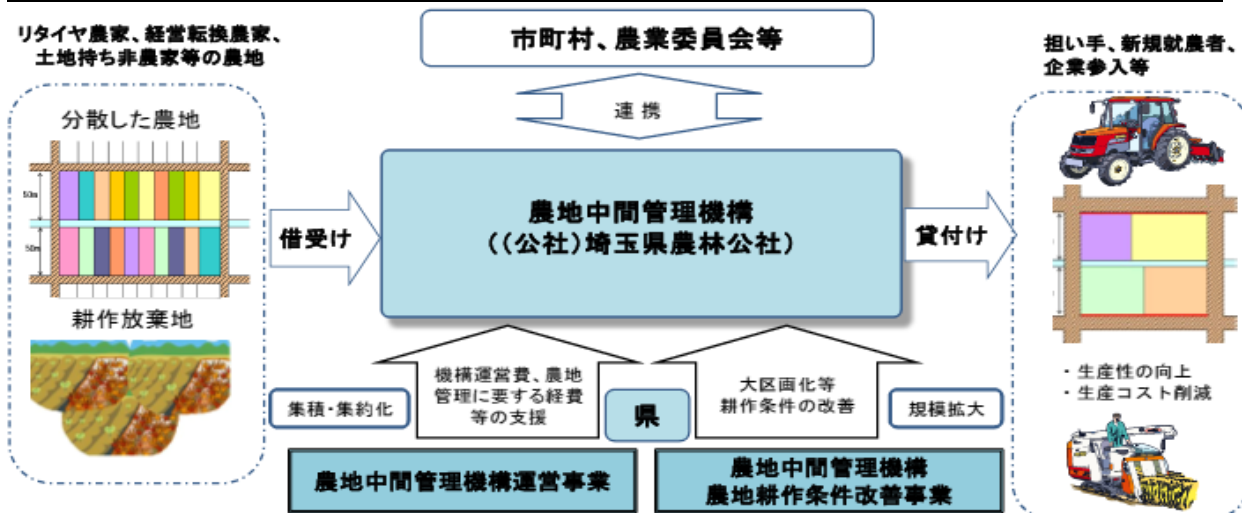 リタイヤ農家、経営転換農家、
土地持ち非農家等の農地
分散した農地
50m
50m
耕作放棄地
借受け
市町村、農業委員会等
連 携
農地中間管理機構
((公社)埼玉県農林公社)
貸付け
担い手、新規就農者、
企業参入等
・生産性の向上
・生産コスト削減
集積・集約化
機構運営費、農地
管理に要する経費
等の支援
県
大区画化等
耕作条件の改善
規模拡大
農地中間管理機構運営事業
農地中間管理機構
農地耕作条件改善事業